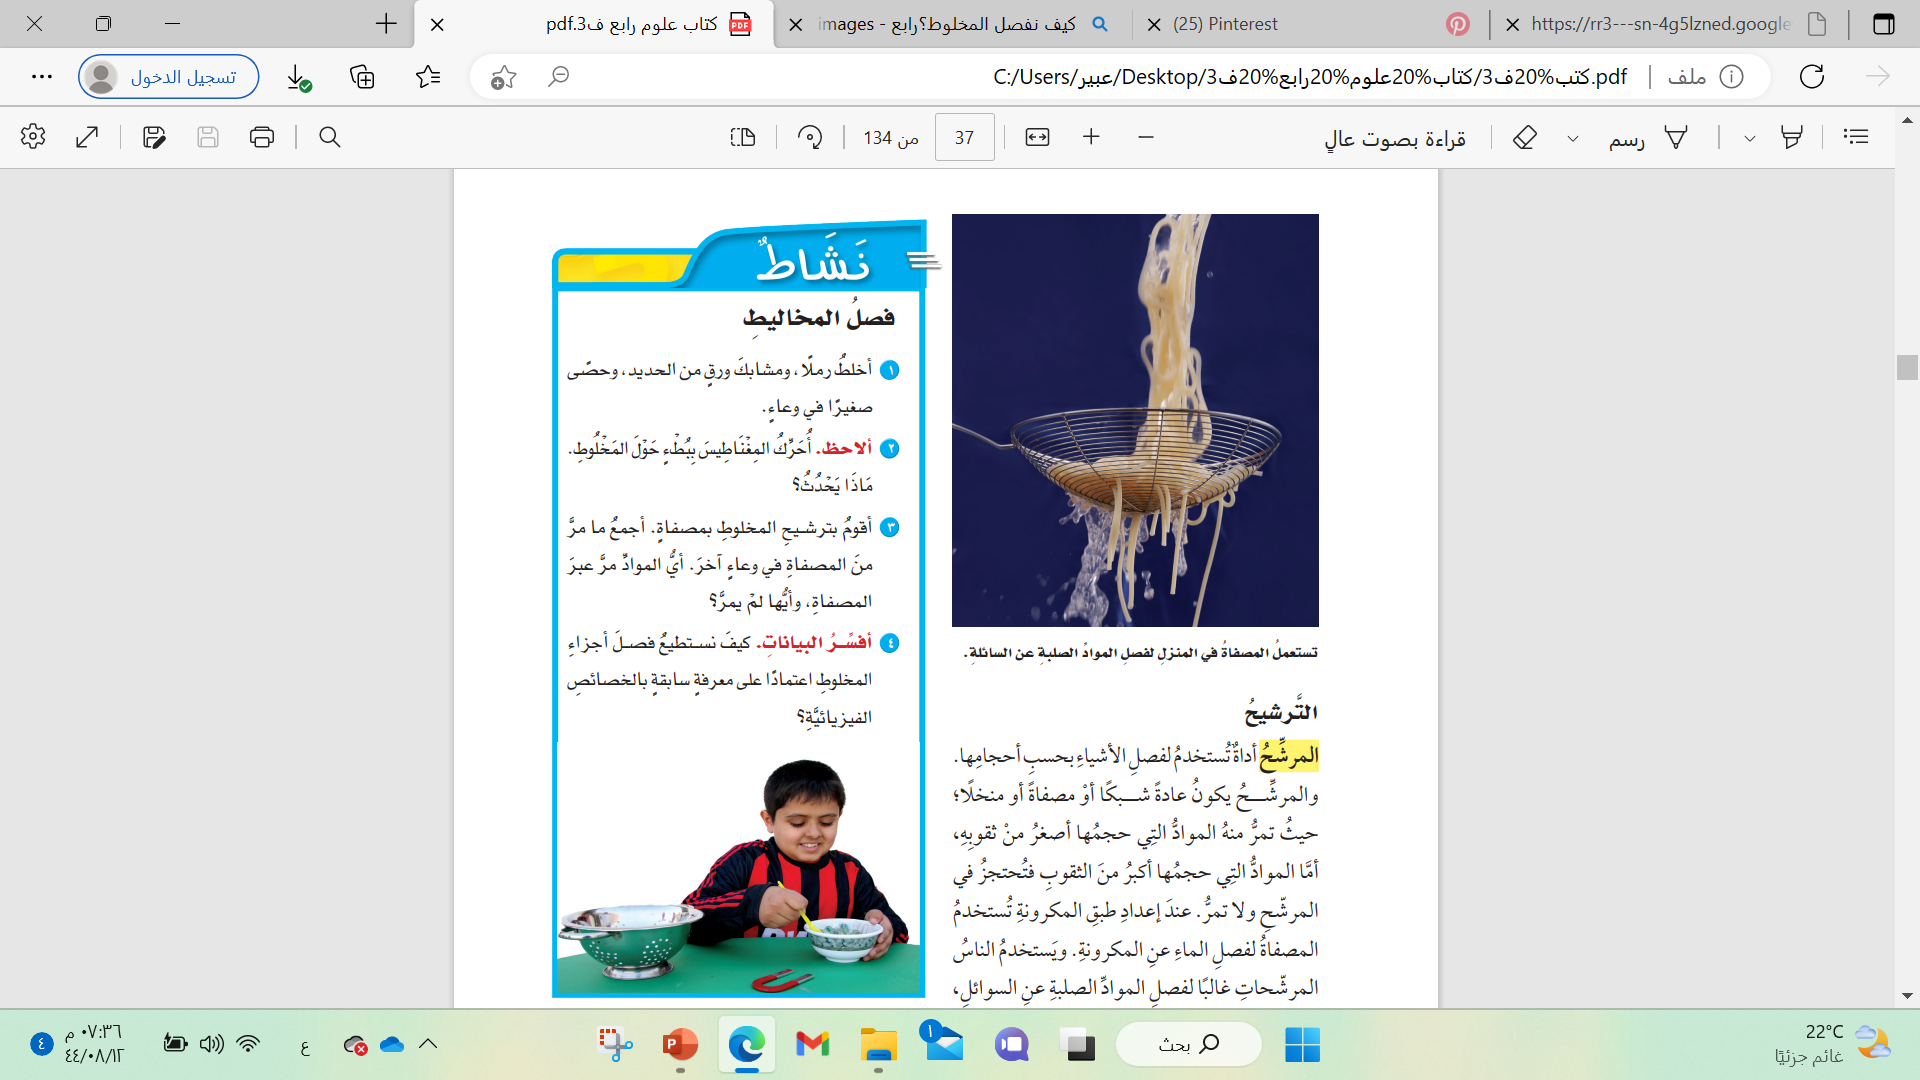 https://rr3---sn-4g5lzned.google
(25) Pinterest
كيف نفصل المخلوط؟رابع - images
كتاب علوم رابع ف3.pdf
ملف
C:/Users/عبير/Desktop/كتب%20ف3/كتاب%20علوم%20رابع%20ف3.pdf
تسجيل الدخول
رسم
قراءة بصوت عالٍ
37
من 134
تستعملُ المصفاةُ في المنزلِ لفصلِ الموادِّ الصلبةِ عن السائلةِ.
التَّرشيحُ
المرشِّحُ أداةٌ تُستخدمُ لفصلِ الأشياءِ بحسبِ أحجامِها.
والمرشِّحُ يكونُ عادةً شبكًا أوْ مصفاةً أو منخلًا؛
حيثُ تمرُّ منهُ الموادُّ التِي حجمُها أصغرُ منْ ثقوبِهِ،
أمَّا الموادُّ التِي حجمُها أكبرُ منَ الثقوبِ فتُحتجزُ في
المرشّحِ ولا تمرُّ. عندَ إعدادِ طبقِ المكرونةِ تُستخدمُ
المصفاةُ لفصلِ الماءِ عنِ المكرونةِ. ويَستخدمُ الناسُ
المرشّحاتِ غالبًا لفصلِ الموادِّ الصلبةِ عنِ السوائلِ،
نَشَاطٌ
فصلُ المخاليطِ
١ أخلطُ رملًا، ومشابكَ ورقٍ من الحديد، وحصًى
صغيرًا في وعاءٍ.
٢ ألاحظ. أُحَرِّكُ المِغْنَاطِيسَ بِبُطْءٍ حَوْلَ المَخْلُوطِ.
مَاذَا يَحْدُثُ؟
٣ أقومُ بترشيحِ المخلوطِ بمصفاةٍ. أجمعُ ما مرَّ
منَ المصفاةِ في وعاءٍ آخرَ. أيُّ الموادِّ مرَّ عبرَ
المصفاةِ، وأيُّها لمْ يمرَّ؟
٤ أفسِّرُ البياناتِ. كيفَ نستطيعُ فصلَ أجزاءِ
المخلوطِ اعتمادًا على معرفةٍ سابقةٍ بالخصائصِ
الفيزيائيَّةِ؟
22°C
غائم جزئيًا
بحث
١
ع
٠٧:٣٦ م
٤٤/٠٨/١٢
٤